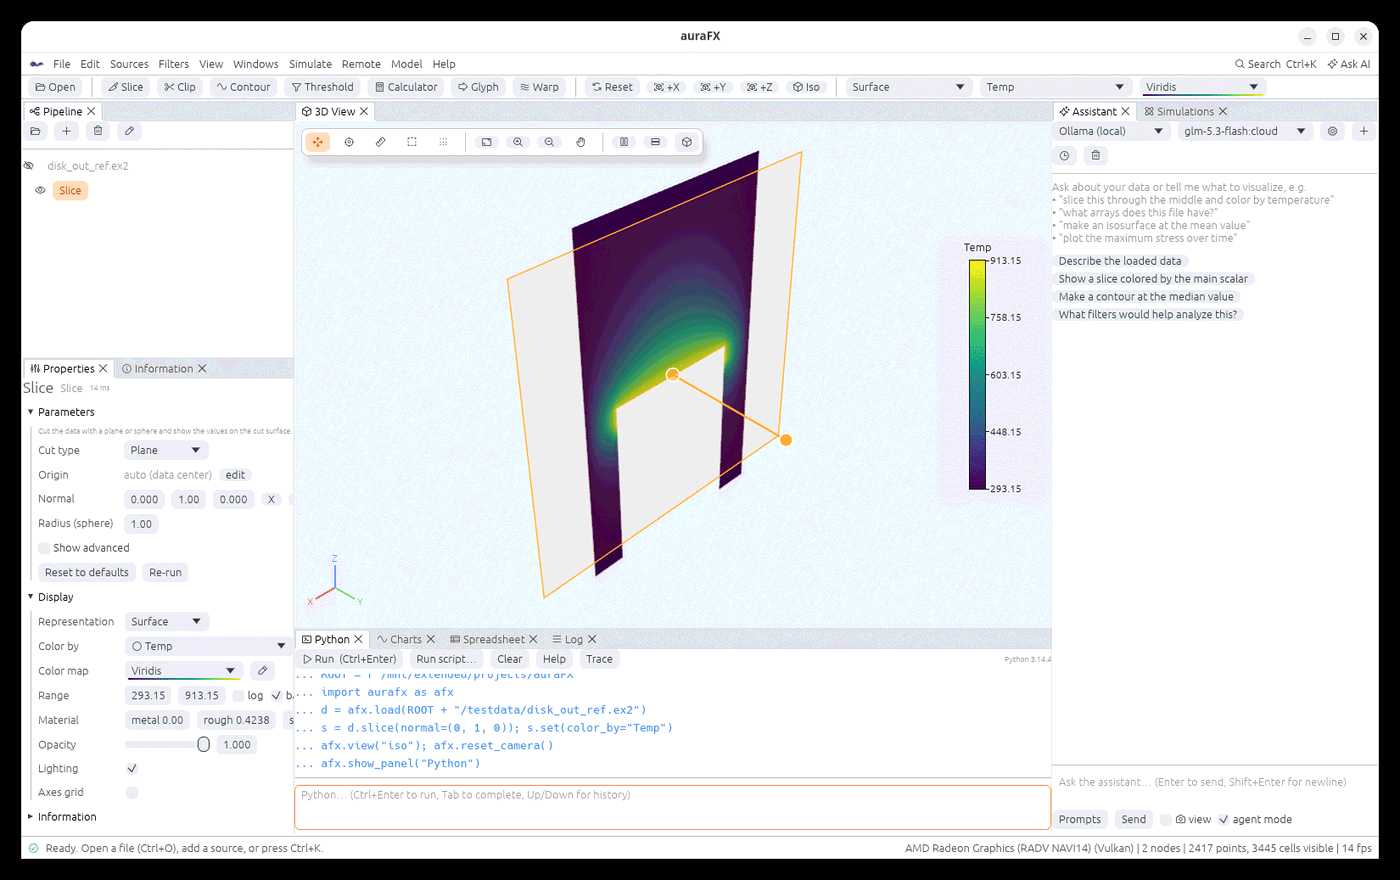 auraFX
File Edit Sources Filters View Windows Simulate Remote Model Help
Search Ctrl+K Ask AI
Open Slice Clip Contour Threshold Calculator Glyph Warp Reset +X +Y +Z Iso Surface Temp Viridis
Pipeline
disk_out_ref.ex2
Slice
3D View
Temp
913.15
758.15
603.15
448.15
293.15
Z
X
Y
Properties Information
Slice Slice 14 ms
Parameters
Cut the data with a plane or sphere and show the values on the cut surface.
Cut type Plane
Origin auto (data center) edit
Normal 0.000 1.00 0.000 X
Radius (sphere) 1.00
Show advanced
Reset to defaults Re-run
Display
Representation Surface
Color by Temp
Color map Viridis
Range 293.15 913.15 log
Material metal 0.00 rough 0.4238
Opacity 1.000
Lighting
Axes grid
Information
Python Charts Spreadsheet Log
Run (Ctrl+Enter) Run script... Clear Help Trace
Python 3.14.4
... ROOT = r"/mnt/extended/projects/auraFX"
... import aurafx as afx
... d = afx.load(ROOT + "/testdata/disk_out_ref.ex2")
... s = d.slice(normal=(0, 1, 0)); s.set(color_by="Temp")
... afx.view("iso"); afx.reset_camera()
... afx.show_panel("Python")
Python... (Ctrl+Enter to run, Tab to complete, Up/Down for history)
Assistant Simulations
Ollama (local) glm-5.3-flash:cloud
Ask about your data or tell me what to visualize, e.g.
• "slice this through the middle and color by temperature"
• "what arrays does this file have?"
• "make an isosurface at the mean value"
• "plot the maximum stress over time"
Describe the loaded data
Show a slice colored by the main scalar
Make a contour at the median value
What filters would help analyze this?
Ask the assistant... (Enter to send, Shift+Enter for newline)
Prompts Send view agent mode
Ready. Open a file (Ctrl+O), add a source, or press Ctrl+K.
AMD Radeon Graphics (RADV NAVI14) (Vulkan) | 2 nodes | 2417 points, 3445 cells visible | 14 fps